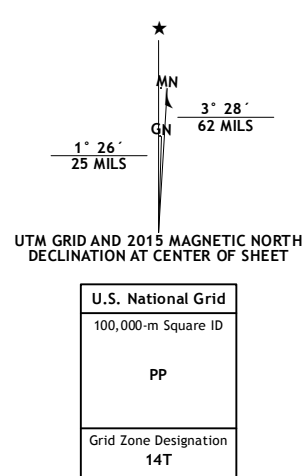 ★
MN
3° 28´
62 MILS
GN
1° 26´
25 MILS
UTM GRID AND 2015 MAGNETIC NORTH
DECLINATION AT CENTER OF SHEET
U.S. National Grid
100,000-m Square ID
PP
Grid Zone Designation
14T